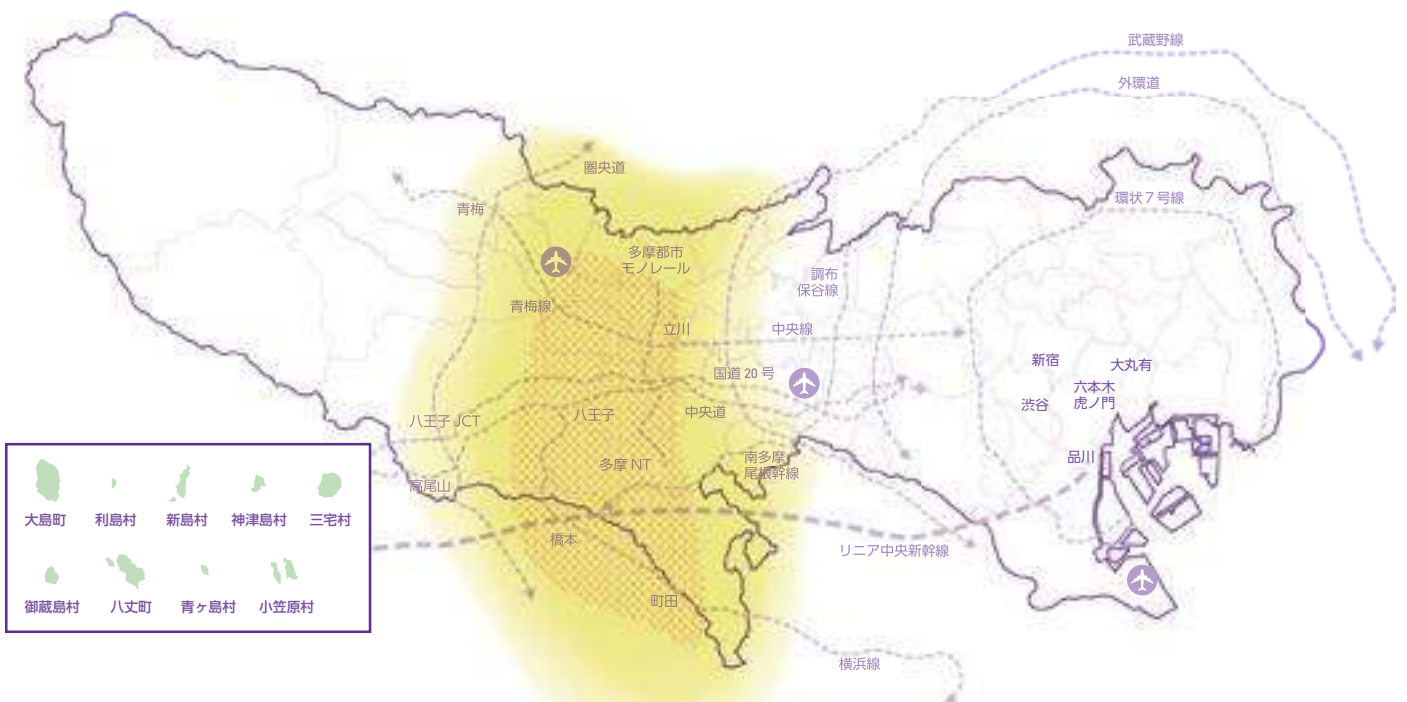 武蔵野線
外環道
圏央道
環状7号線
青梅
多摩都市
モノレール
調布
保谷線
青梅線
立川
中央線
新宿
大丸有
国道 20 号
六本木
虎ノ門
渋谷
八王子 JCT
八王子
中央道
品川
多摩 NT
南多摩
尾根幹線
高尾山
橋本
リニア中央新幹線
町田
横浜線
大島町
利島村
新島村
神津島村
三宅村
御蔵島村
八丈町
青ヶ島村
小笠原村